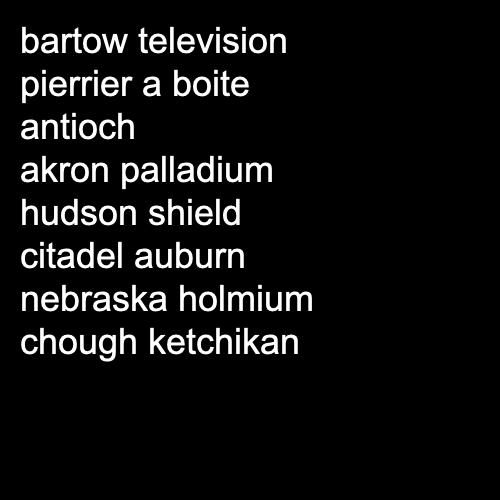 bartow television
pierrier a boite
antioch
akron palladium
hudson shield
citadel auburn
nebraska holmium
chough ketchikan